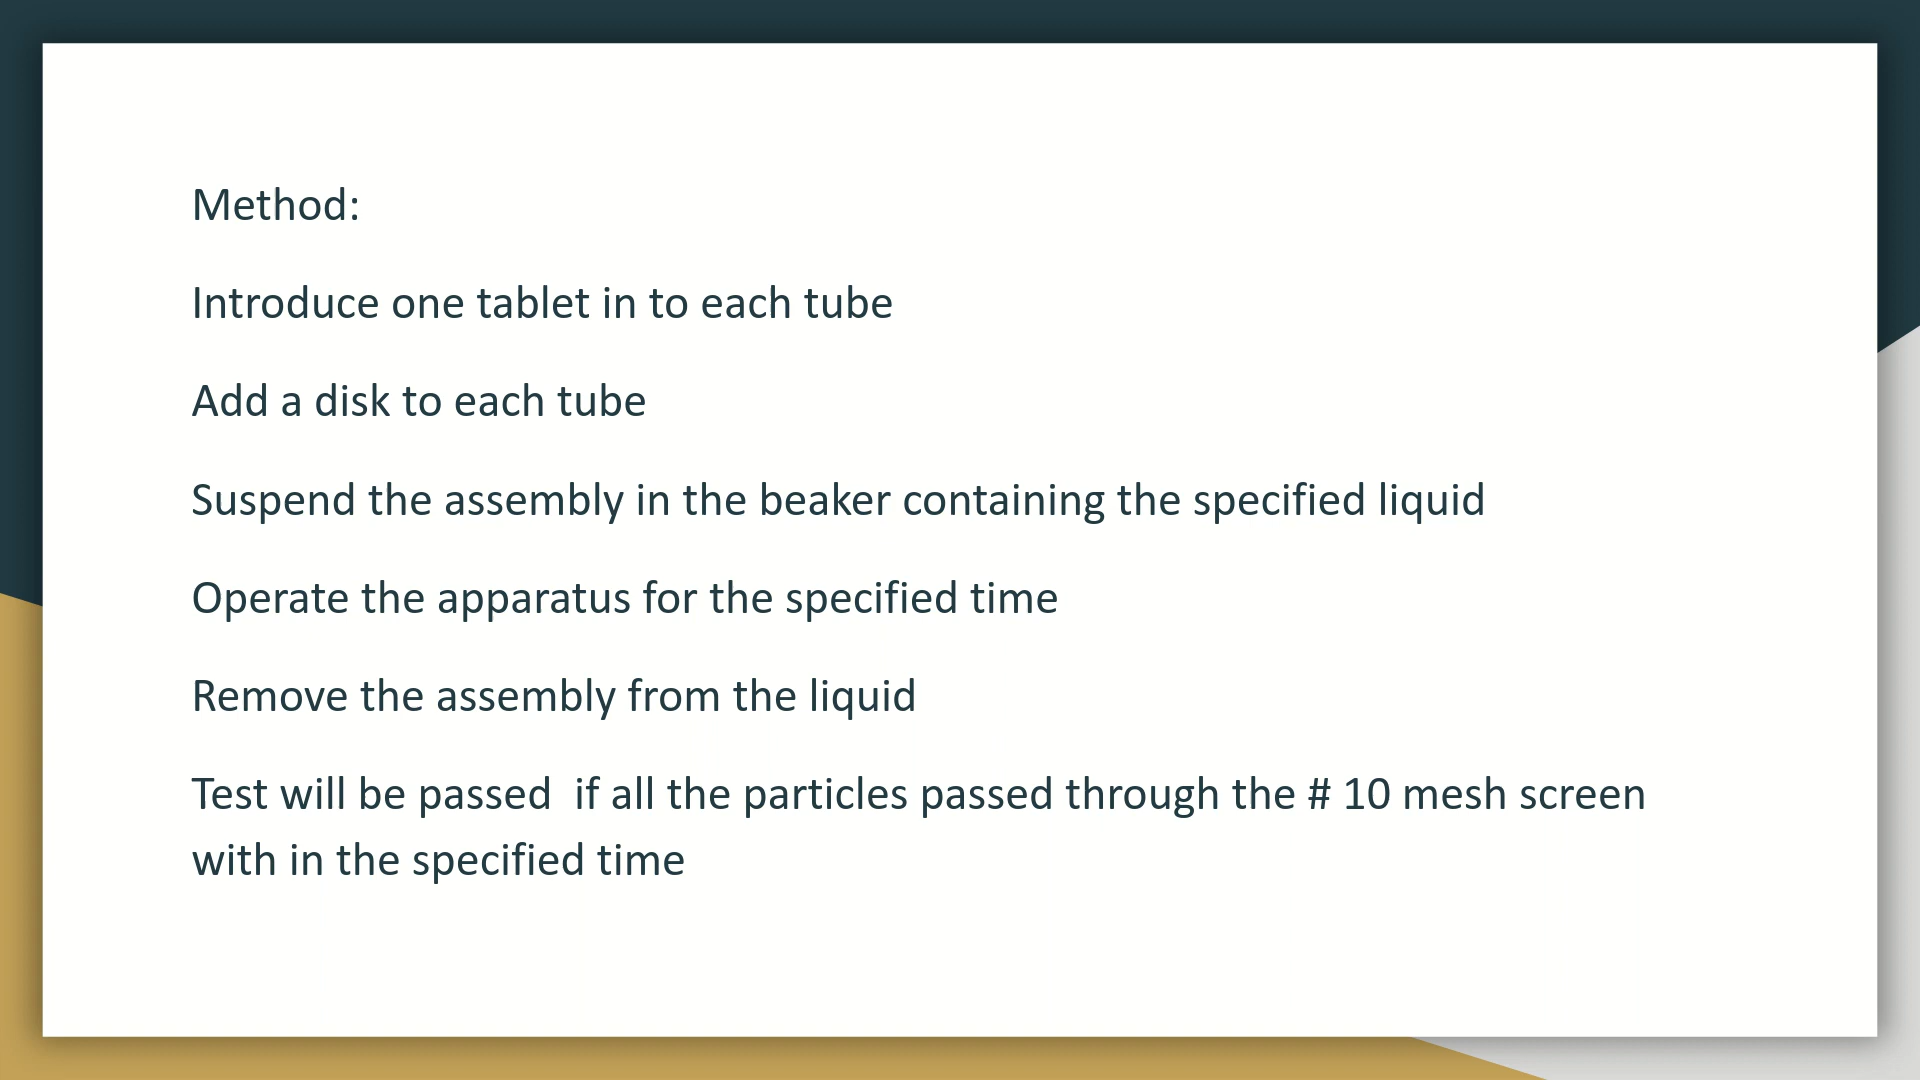 Method:
Introduce one tablet in to each tube
Add a disk to each tube
Suspend the assembly in the beaker containing the specified liquid
Operate the apparatus for the specified time
Remove the assembly from the liquid
Test will be passed  if all the particles passed through the # 10 mesh screen
with in the specified time